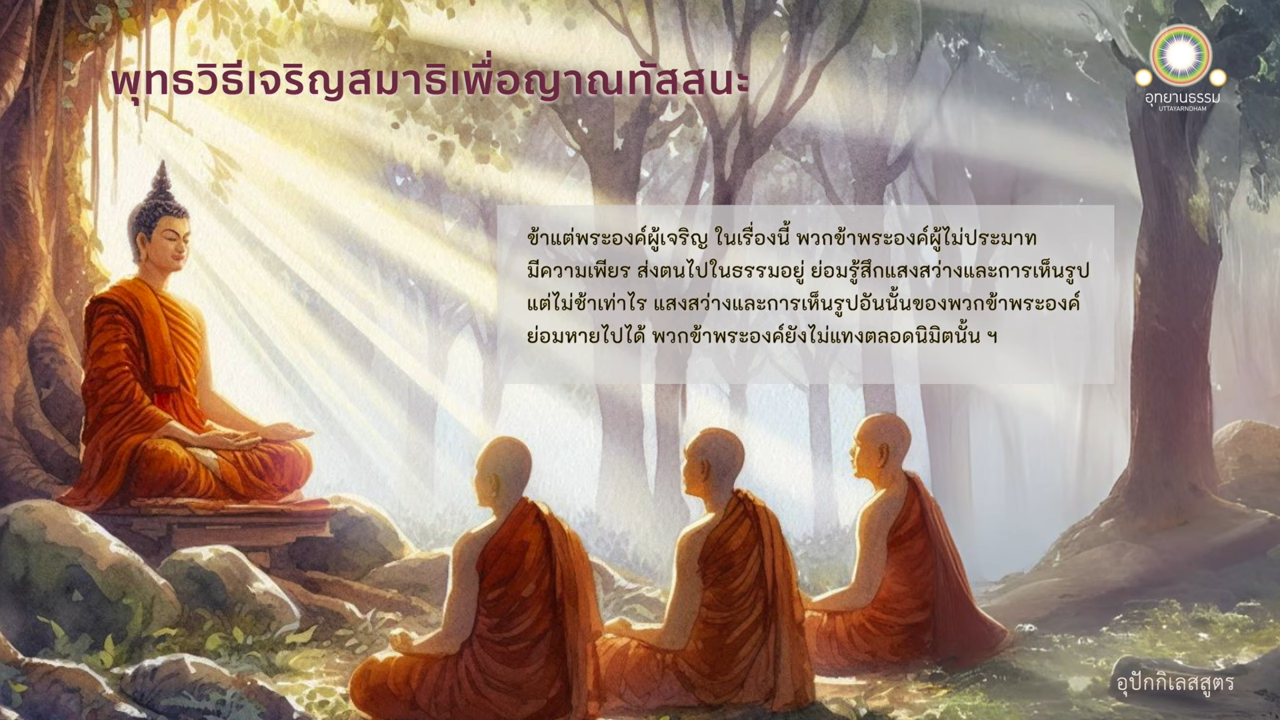 พุทธวิธีเจริญสมาธิเพื่อญาณทัสสนะ
อุทยานธรรม
UTTAYARNDHAM
ข้าแต่พระองค์ผู้เจริญ ในเรื่องนี้ พวกข้าพระองค์ผู้ไม่ประมาท
มีความเพียร ส่งตนไปในธรรมอยู่ ย่อมรู้สึกแสงสว่างและการเห็นรูป
แต่ไม่ช้าเท่าไร แสงสว่างและการเห็นรูปอันนั้นของพวกข้าพระองค์
ย่อมหายไปได้ พวกข้าพระองค์ยังไม่แทงตลอดนิมิตนั้น ฯ
อุปักกิเลสสูตร